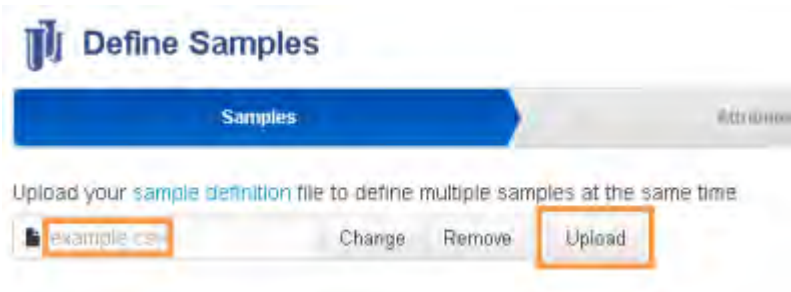 Define Samples
Samples
Attributes
Upload your sample definition file to define multiple samples at the same time
example.csv Change Remove Upload